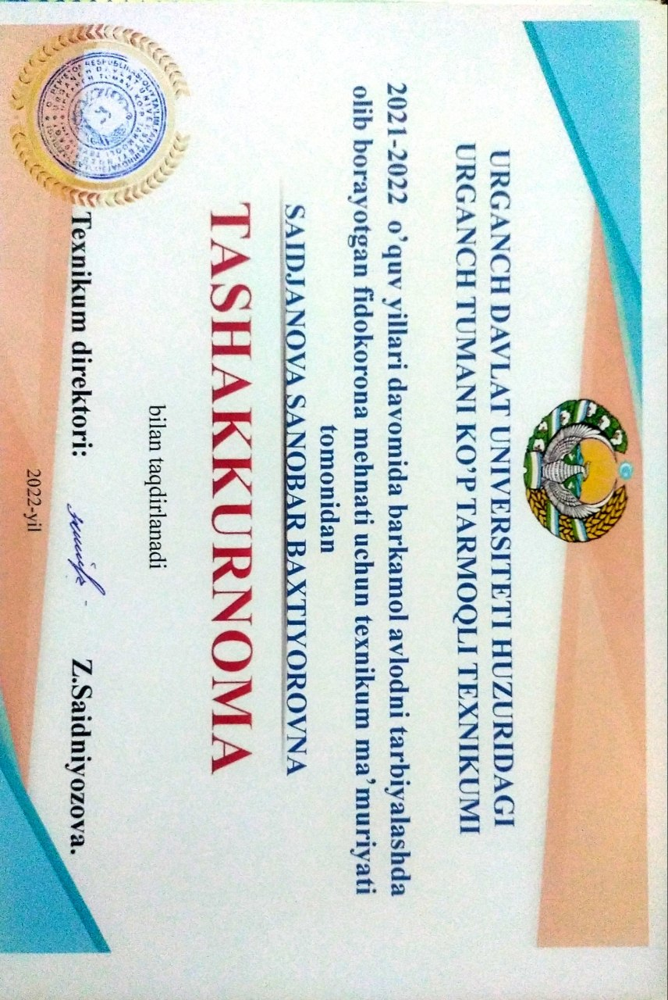 URGANCH DAVLAT UNIVERSITETI HUZURIDAGI
URGANCH TUMANI KO’P TARMOQLI TEXNIKUMI
2021-2022 o’quv yillari davomida barkamol avlodni tarbiyalashda
olib borayotgan fidokorona mehnati uchun texnikum ma’muriyati
tomonidan
SAIDJANOVA SANOBAR BAXTIYOROVNA
TASHAKKURNOMA
bilan taqdirlanadi
Texnikum direktori: Z.Saidniyozova.
2022-yil